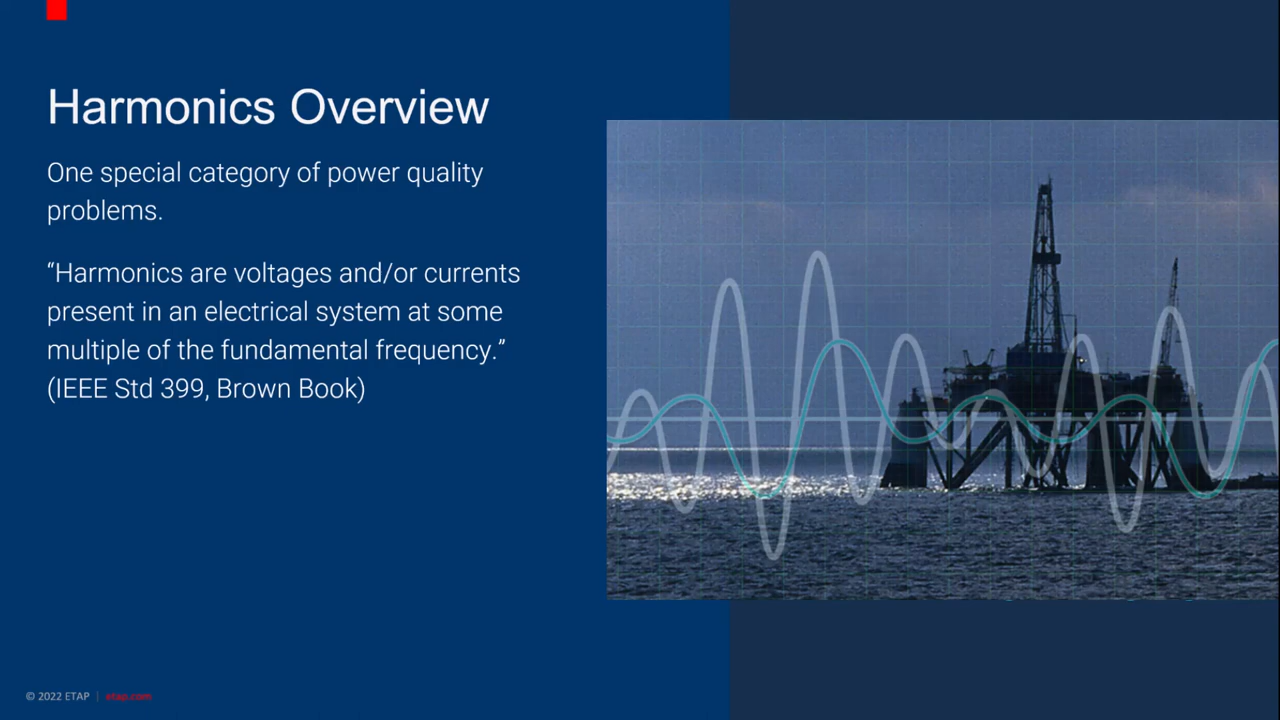 Harmonics Overview
One special category of power quality
problems.
“Harmonics are voltages and/or currents
present in an electrical system at some
multiple of the fundamental frequency.”
(IEEE Std 399, Brown Book)
© 2022 ETAP | etap.com